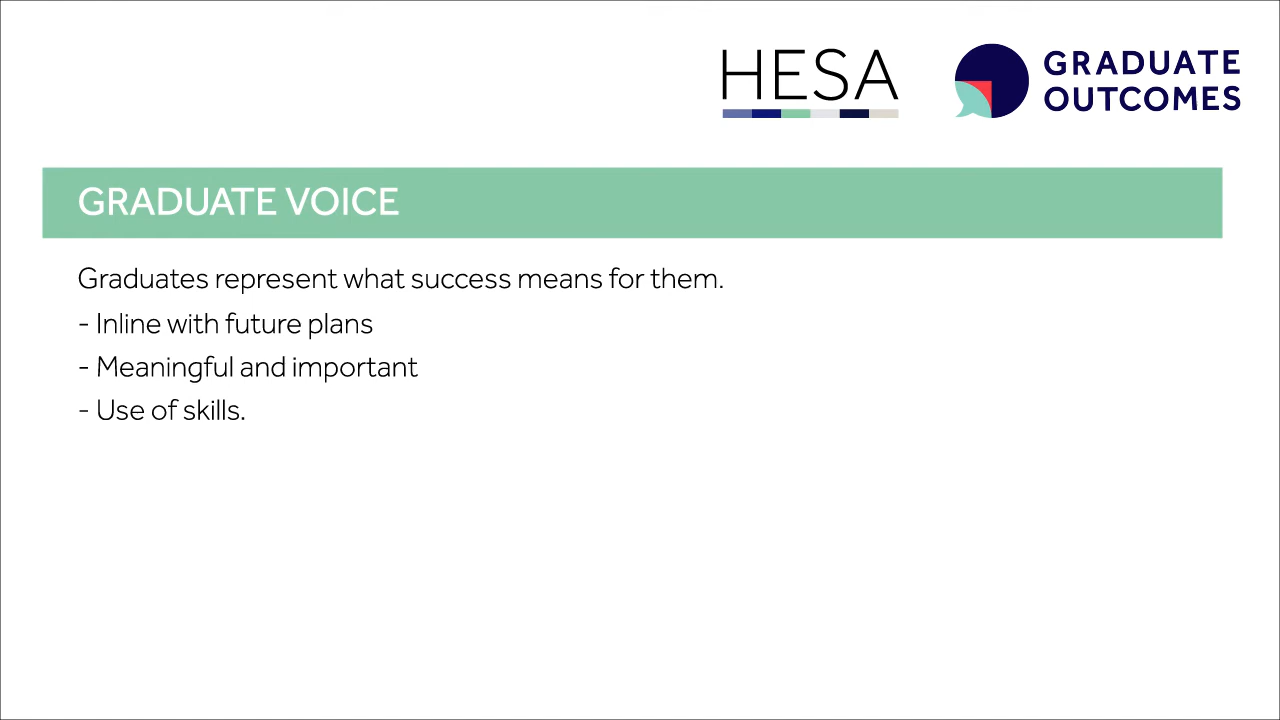 HESA
GRADUATE
OUTCOMES
GRADUATE VOICE
Graduates represent what success means for them.
- Inline with future plans
- Meaningful and important
- Use of skills.